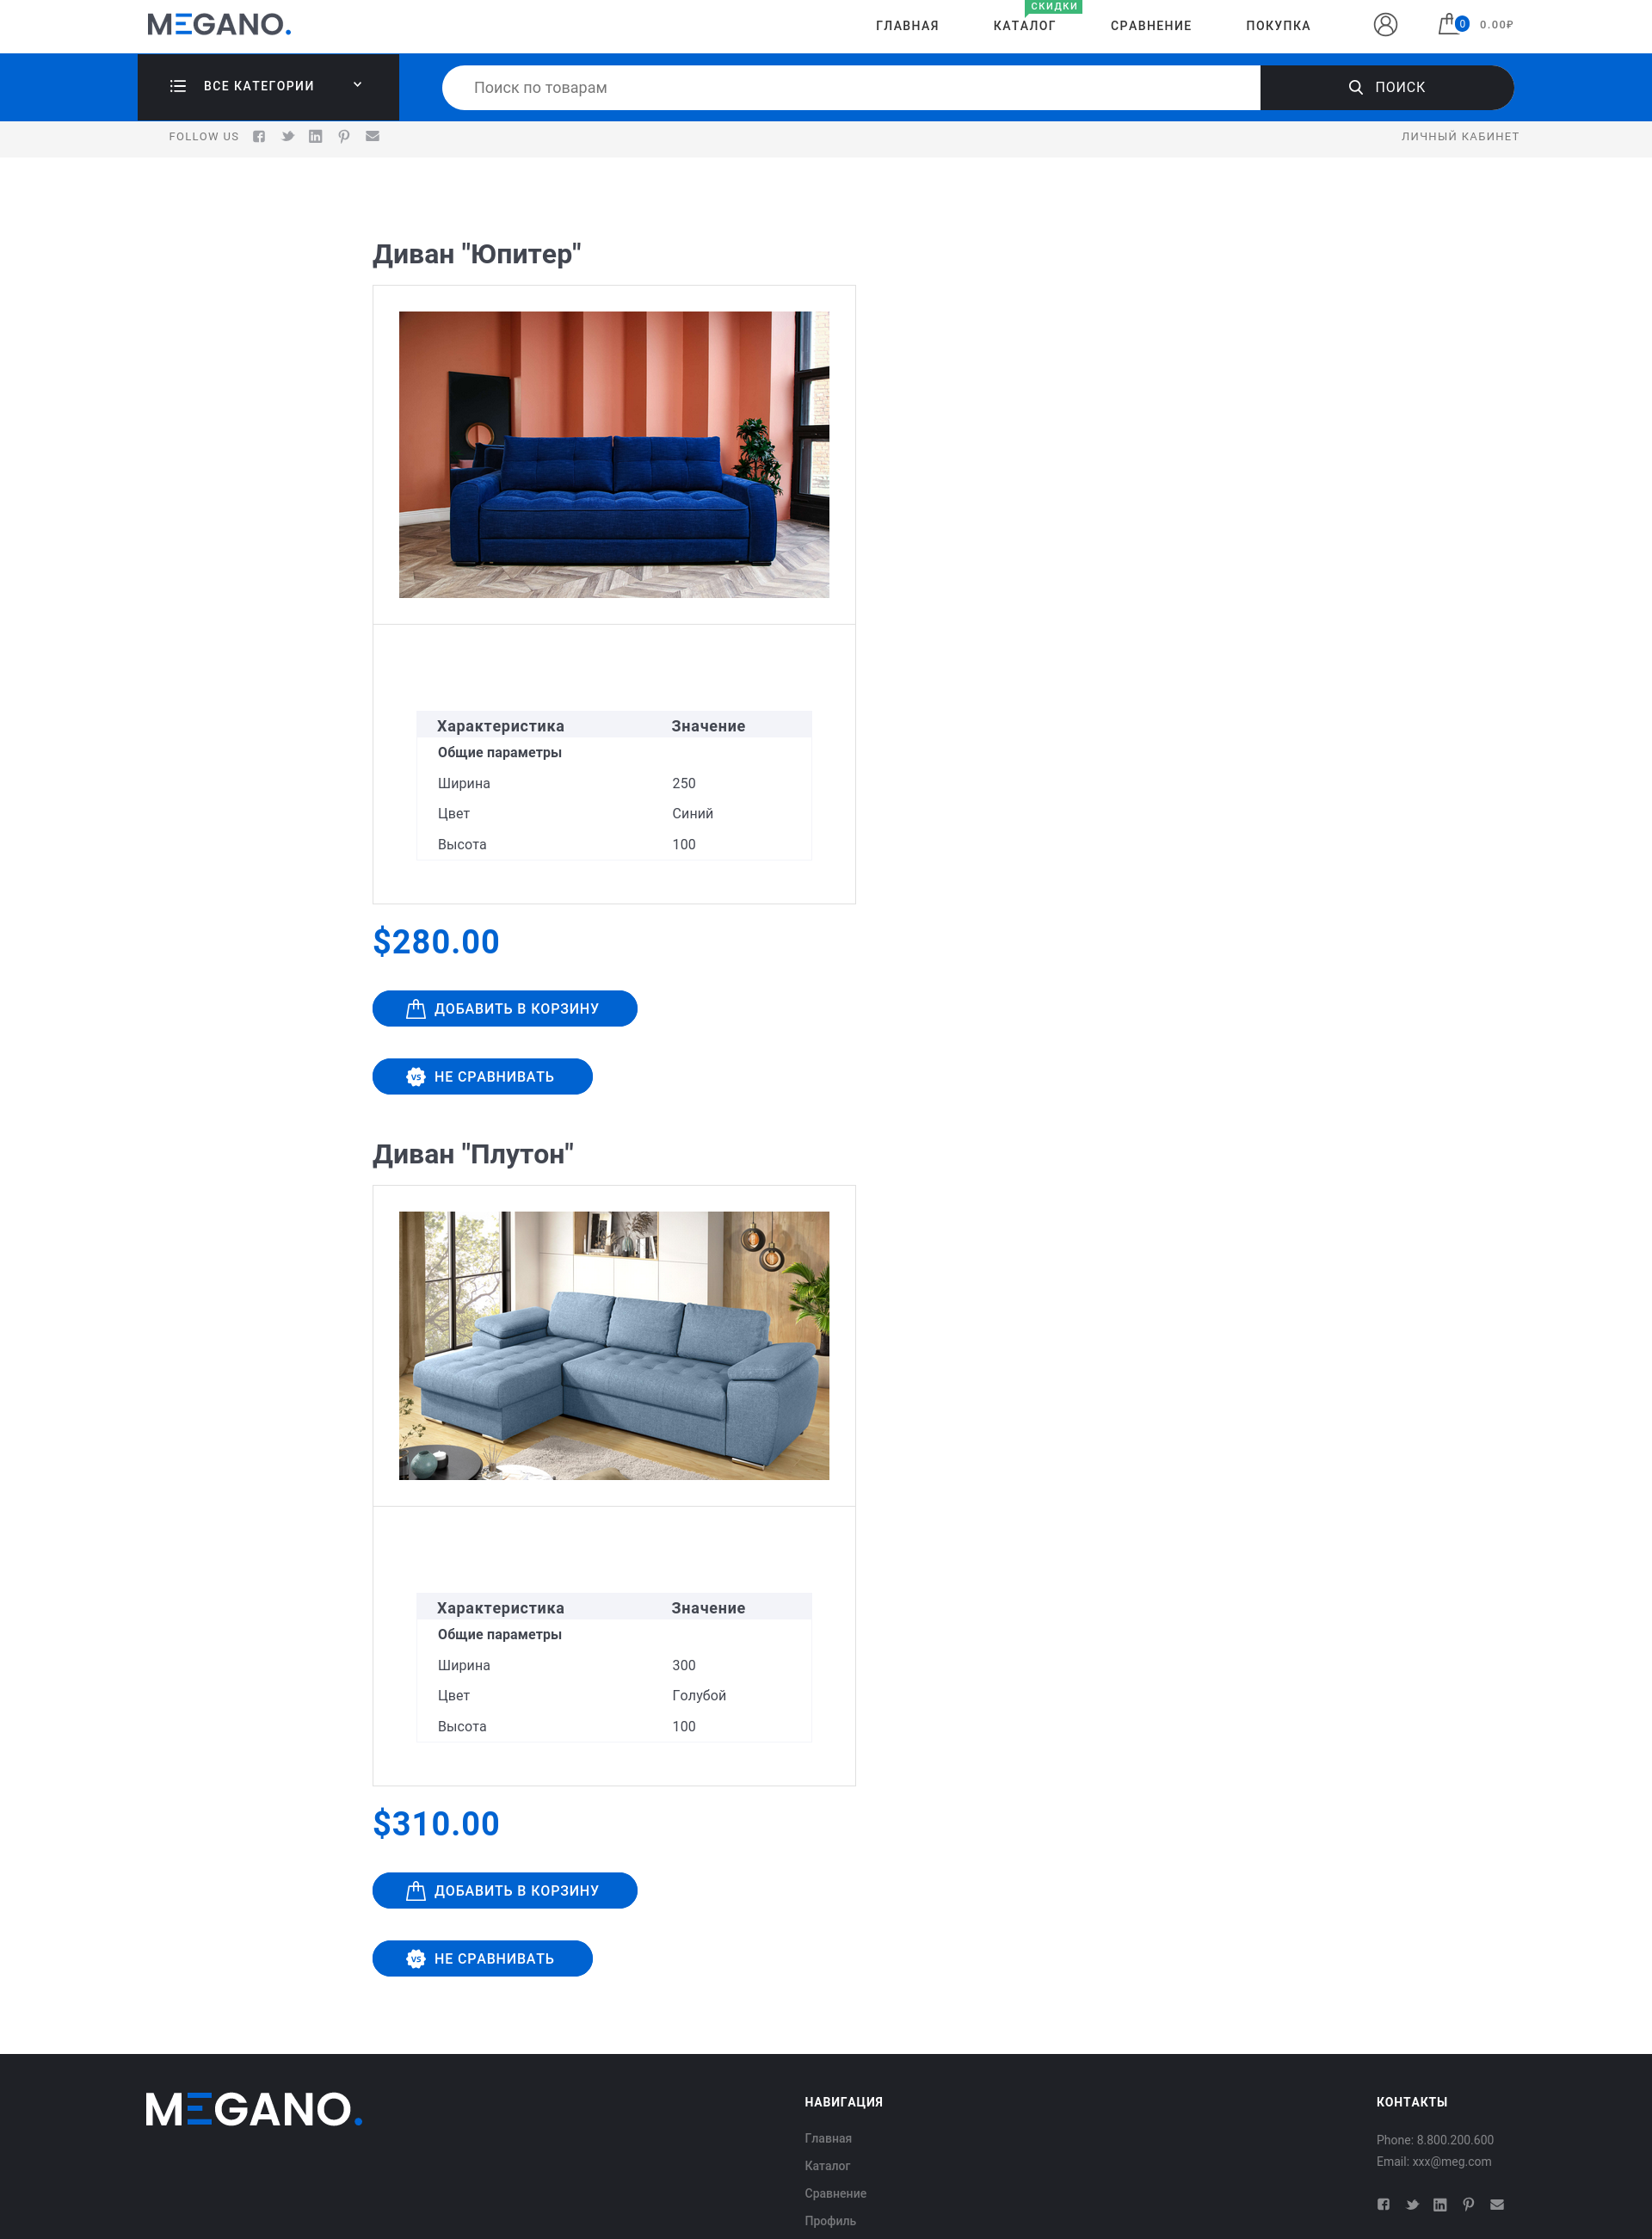 MEGANO.
СКИДКИ
ГЛАВНАЯ КАТАЛОГ СРАВНЕНИЕ ПОКУПКА 0 0.00₽
ВСЕ КАТЕГОРИИ Поиск по товарам ПОИСК
FOLLOW US ЛИЧНЫЙ КАБИНЕТ
Диван "Юпитер"
Характеристика Значение
Общие параметры
Ширина 250
Цвет Синий
Высота 100
$280.00
ДОБАВИТЬ В КОРЗИНУ
VS НЕ СРАВНИВАТЬ
Диван "Плутон"
Характеристика Значение
Общие параметры
Ширина 300
Цвет Голубой
Высота 100
$310.00
ДОБАВИТЬ В КОРЗИНУ
VS НЕ СРАВНИВАТЬ
MEGANO.
НАВИГАЦИЯ
Главная
Каталог
Сравнение
Профиль
КОНТАКТЫ
Phone: 8.800.200.600
Email: xxx@meg.com